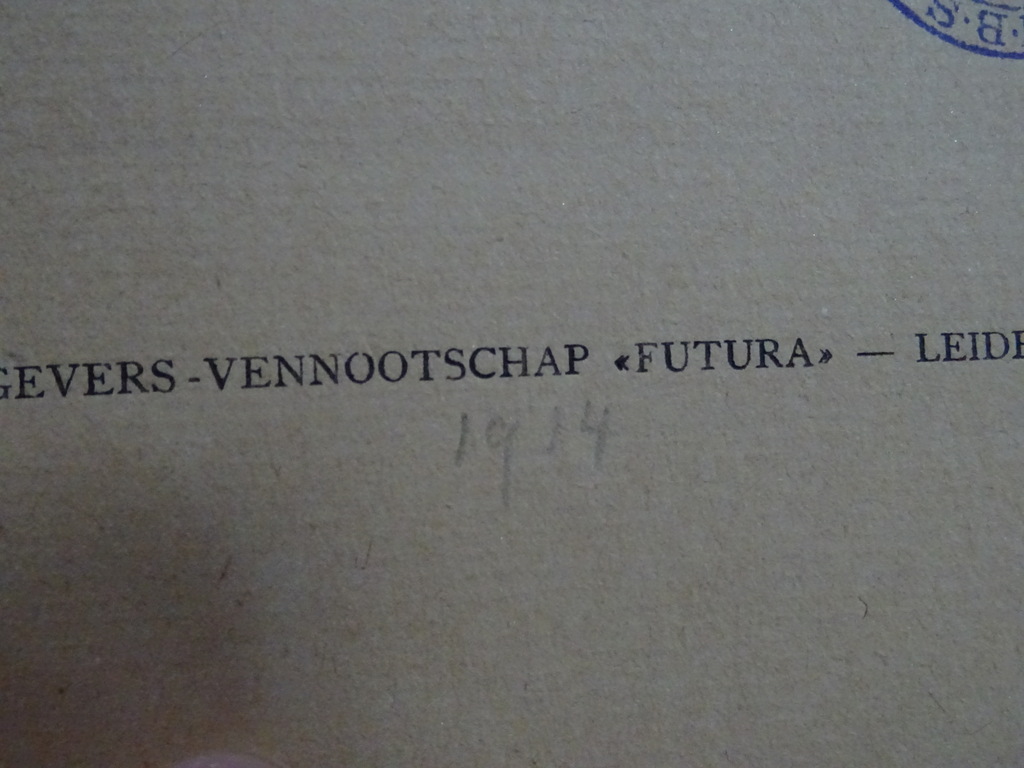 B.S
GEVERS-VENNOOTSCHAP «FUTURA» — LEIDE
1914